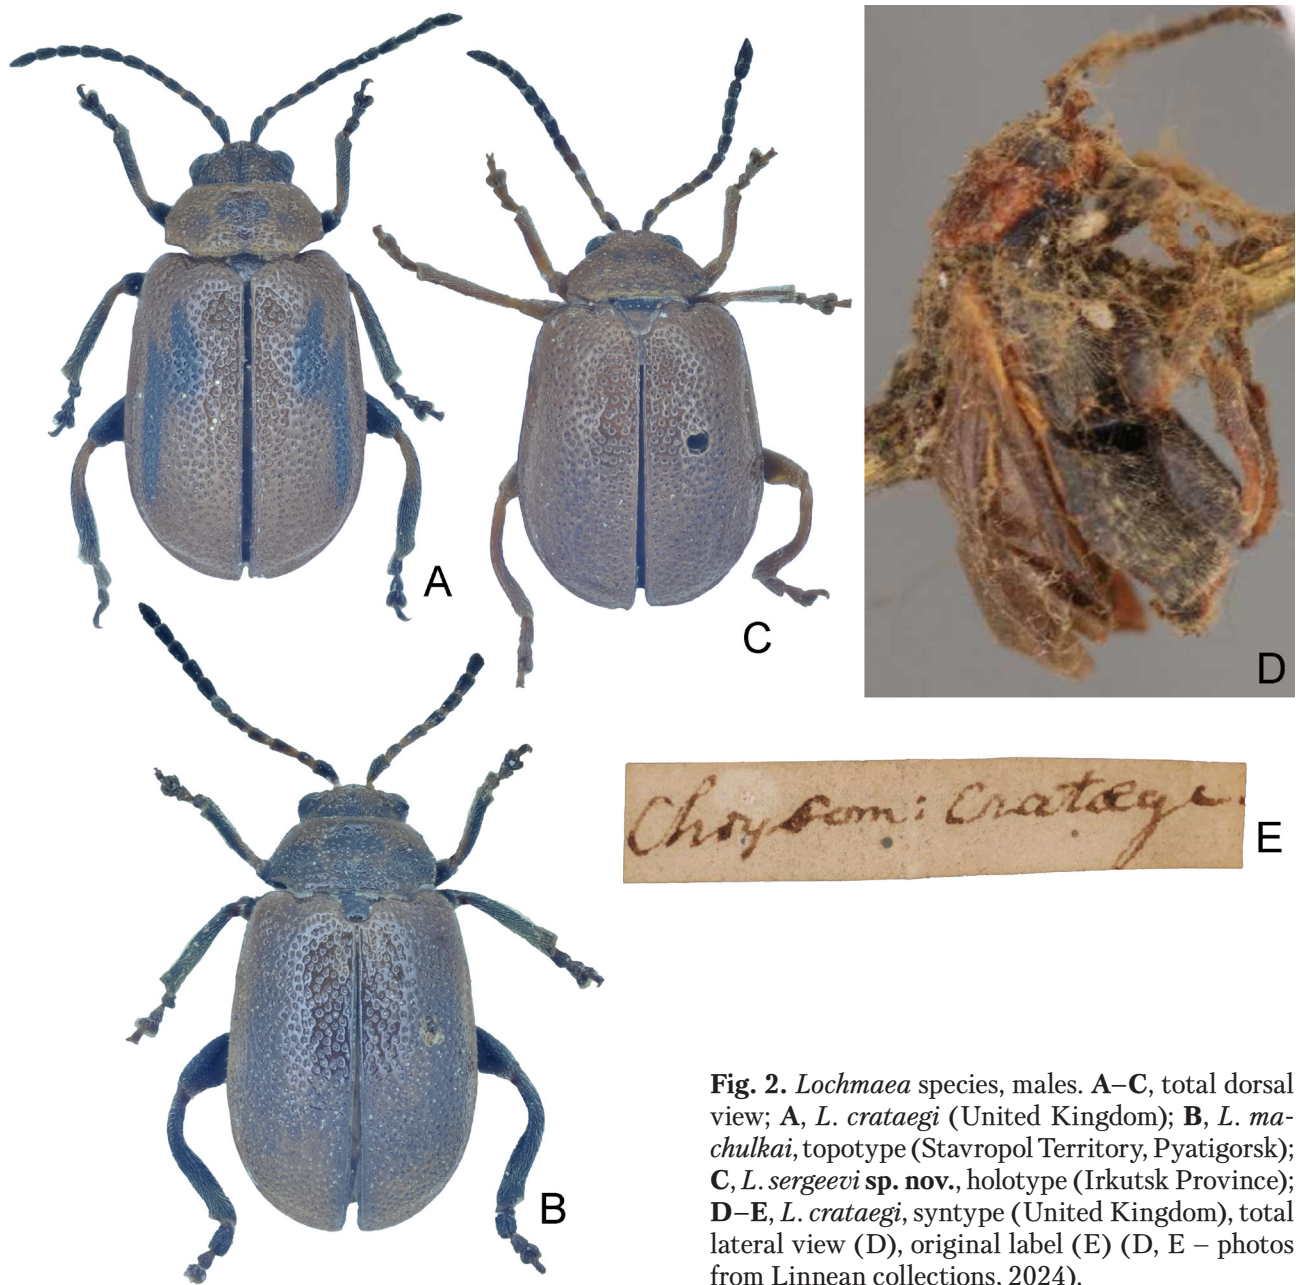 A
C
D
Chrysom: Cratægi.
E
B
Fig. 2. Lochmaea species, males. A–C, total dorsal
view; A, L. crataegi (United Kingdom); B, L. ma-
chulkai, topotype (Stavropol Territory, Pyatigorsk);
C, L. sergeevi sp. nov., holotype (Irkutsk Province);
D–E, L. crataegi, syntype (United Kingdom), total
lateral view (D), original label (E) (D, E – photos
from Linnean collections, 2024).